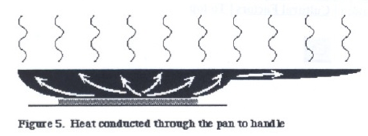 Figure 5. Heat conducted through the pan to handle